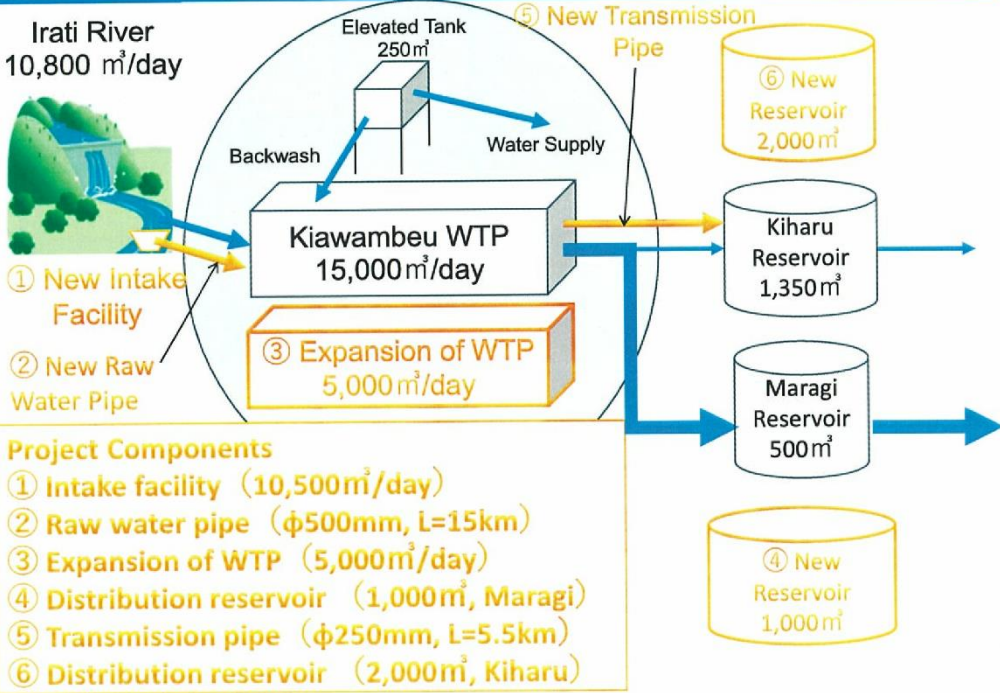 Irati River
10,800 ㎥/day
Elevated Tank
250㎥
⑤ New Transmission
Pipe
⑥ New
Reservoir
2,000㎥
Backwash
Water Supply
Kiawambeu WTP
15,000㎥/day
Kiharu
Reservoir
1,350㎥
① New Intake
Facility
② New Raw
Water Pipe
③ Expansion of WTP
5,000㎥/day
Maragi
Reservoir
500㎥
Project Components
① Intake facility （10,500㎥/day）
② Raw water pipe （ф500mm, L=15km）
③ Expansion of WTP （5,000㎥/day）
④ Distribution reservoir （1,000㎥, Maragi）
⑤ Transmission pipe （ф250mm, L=5.5km）
⑥ Distribution reservoir （2,000㎥, Kiharu）
④ New
Reservoir
1,000㎥